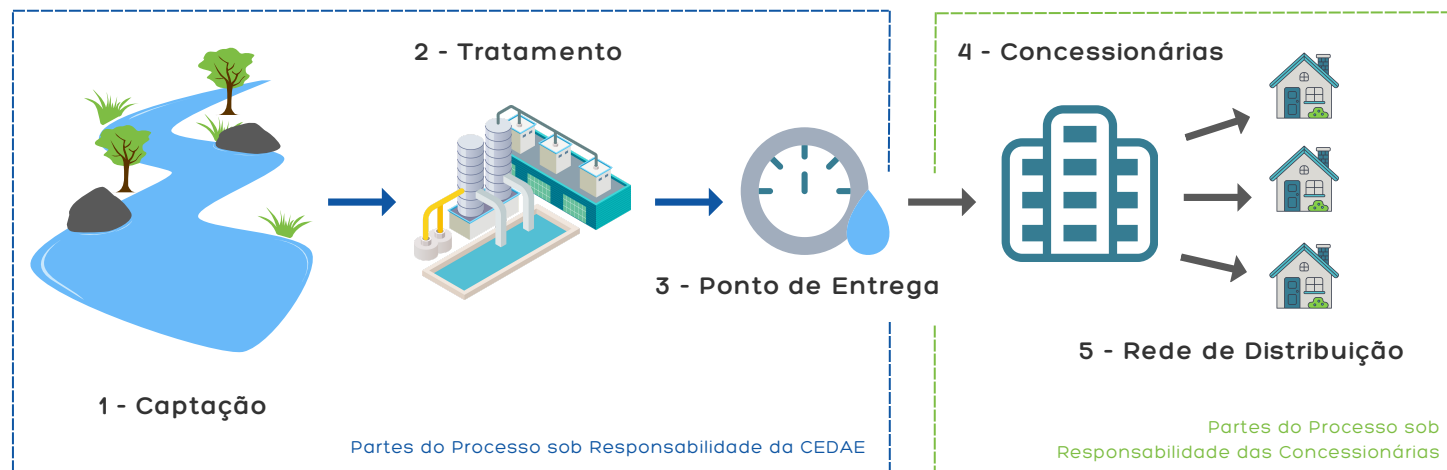 2 - Tratamento
4 - Concessionárias
3 - Ponto de Entrega
5 - Rede de Distribuição
1 - Captação
Partes do Processo sob Responsabilidade da CEDAE
Partes do Processo sob
Responsabilidade das Concessionárias